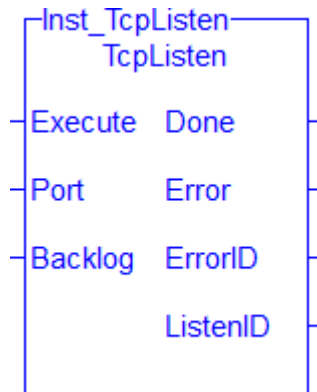 Inst_TcpListen
TcpListen
Execute Done
Port Error
Backlog ErrorID
ListenID